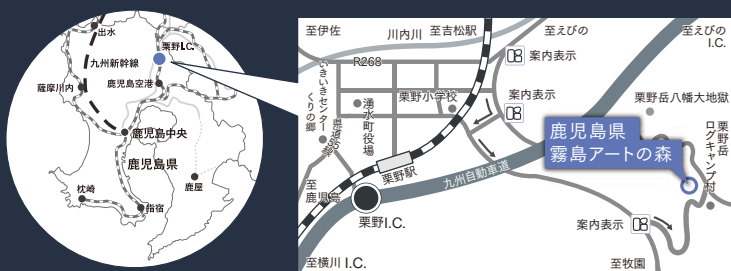 出水
栗野I.C.
九州新幹線
薩摩川内
鹿児島空港
鹿児島中央
鹿児島県
鹿屋
枕崎
指宿
至伊佐
川内川
至吉松駅
至えびの
至えびの
I.C.
R268
案内表示
いきいきセンター
くりの郷
湧水町役場
栗野小学校
案内表示
栗野岳八幡大地獄
鹿児島県
霧島アートの森
栗野岳
ログキャンプ村
栗野駅
九州自動車道
至
鹿児島
栗野I.C.
案内表示
至横川 I.C.
至牧園